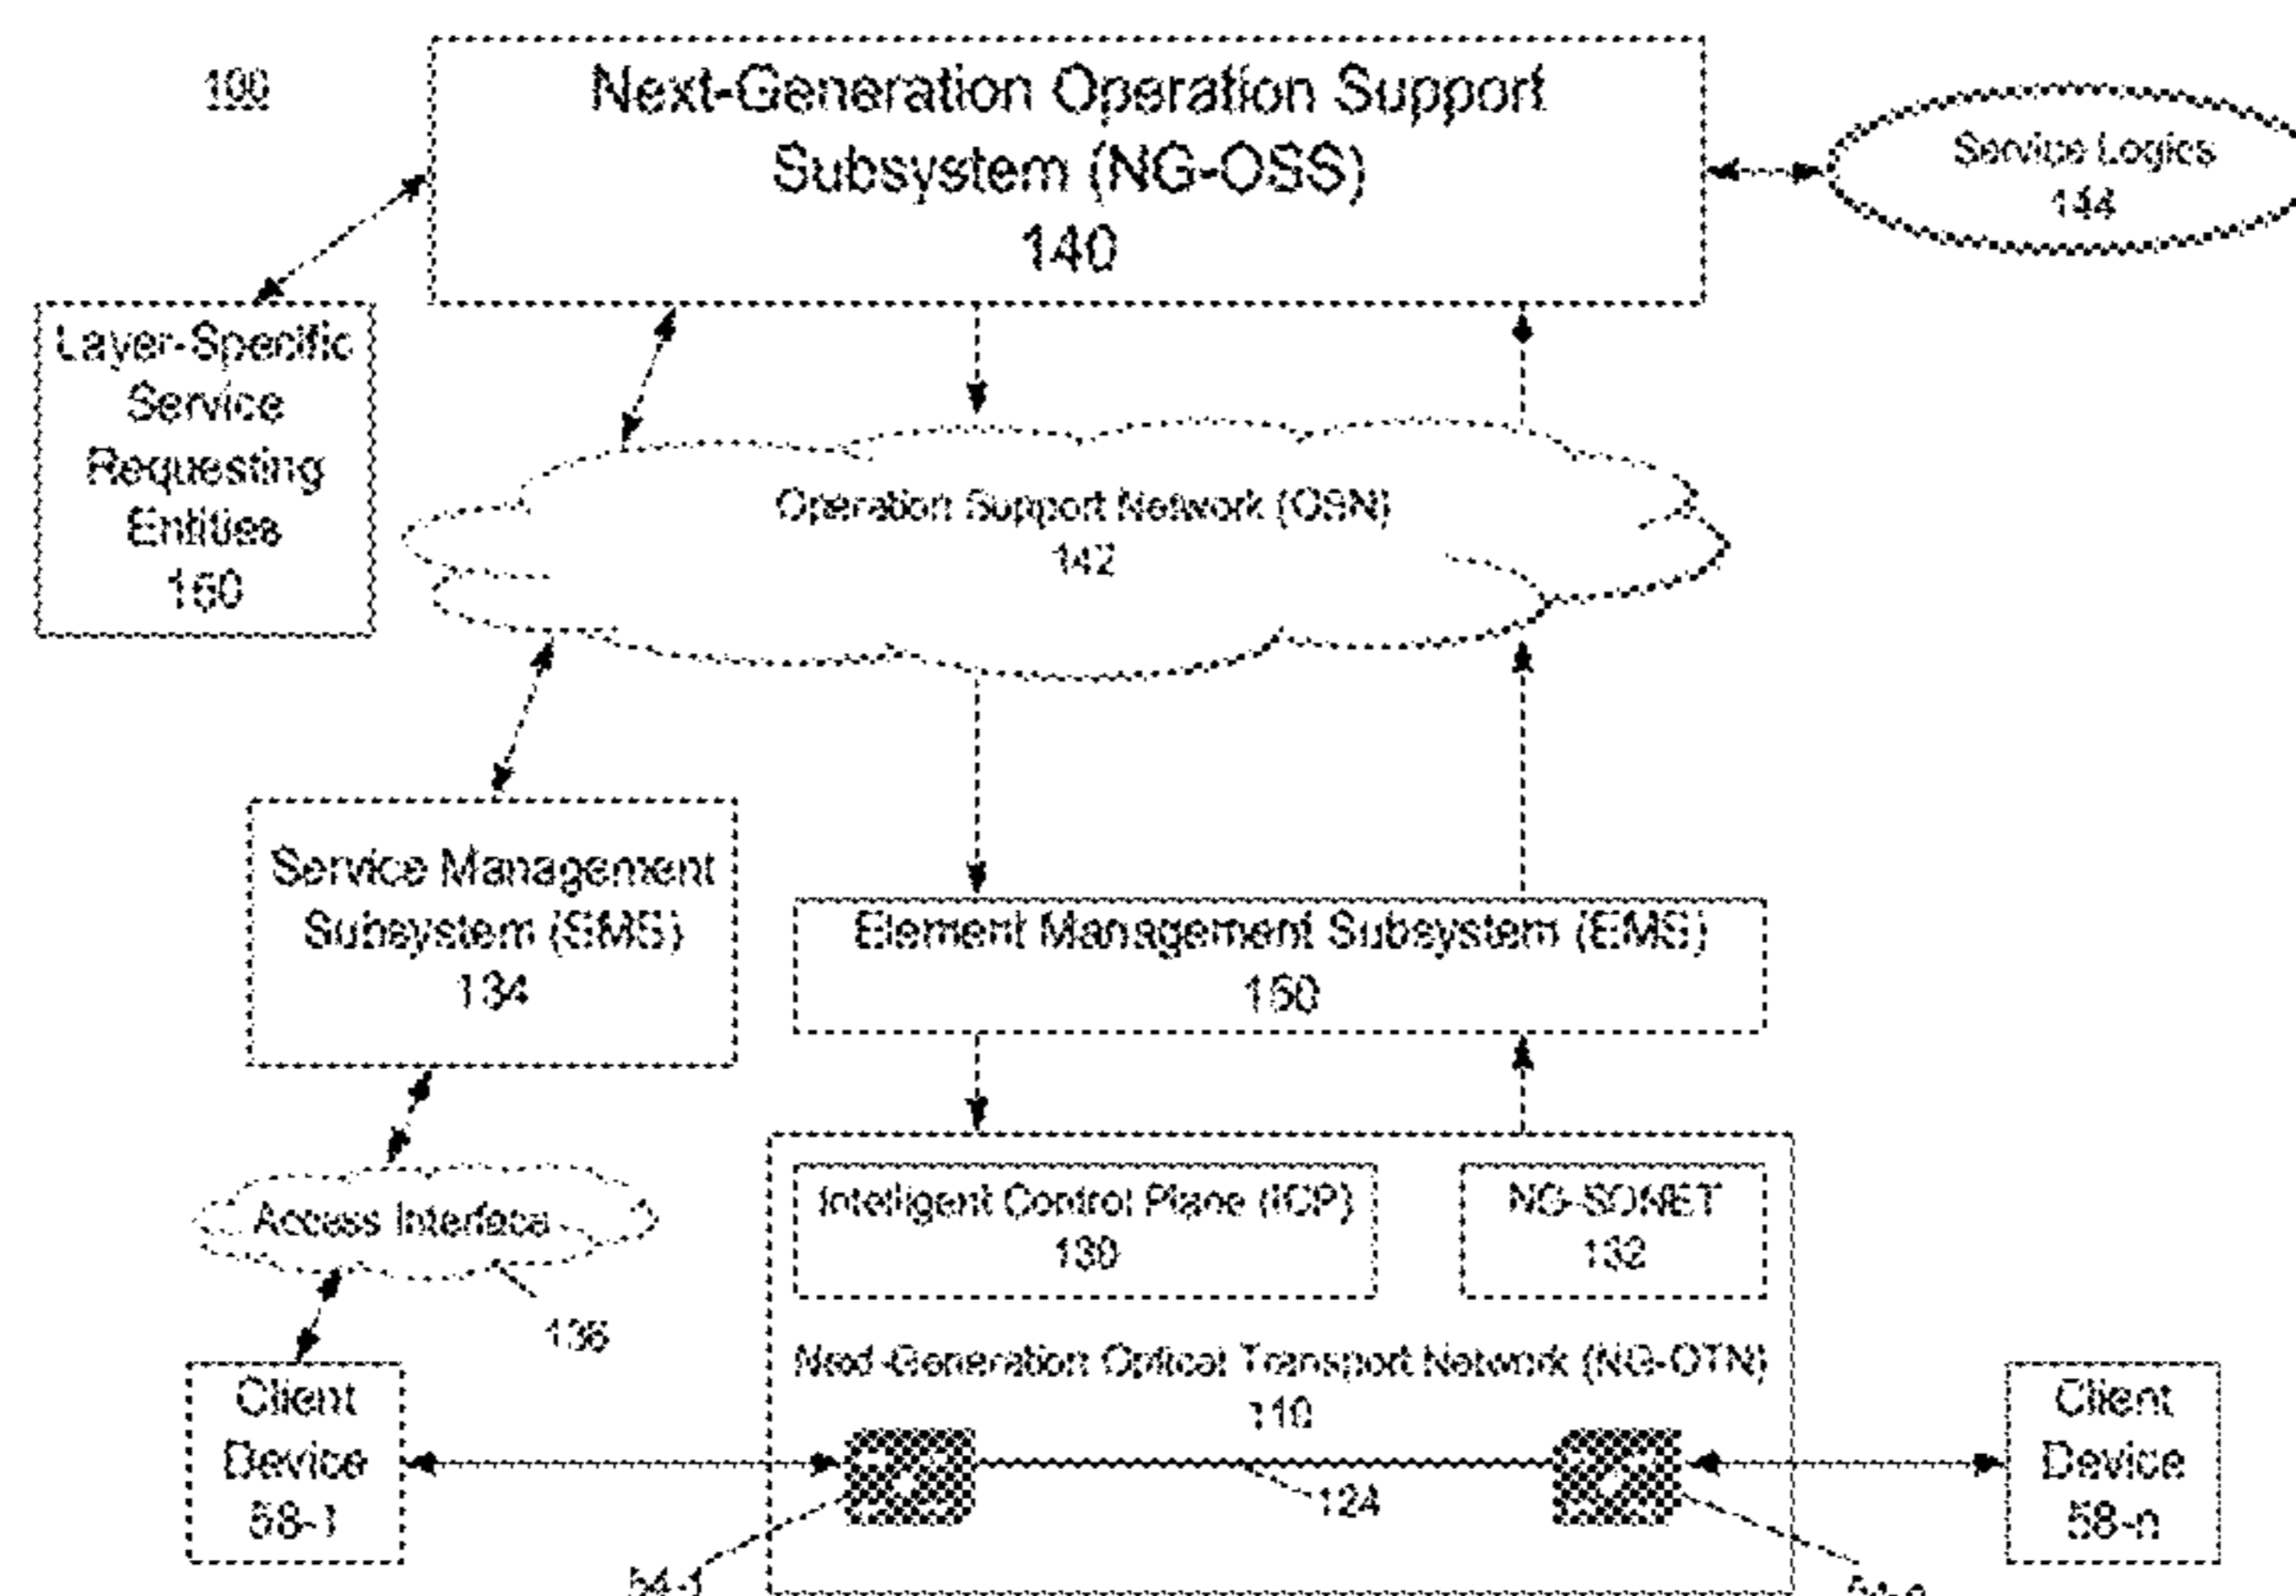 100
Next-Generation Operation Support
Subsystem (NG-OSS)
140
Service Logics
144
Layer-Specific
Service
Requesting
Entities
160
Operation Support Network (OSN)
142
Service Management
Subsystem (SMS)
134
Element Management Subsystem (EMS)
150
Access Interface
136
Intelligent Control Plane (ICP)
130
NG-SONET
132
Next-Generation Optical Transport Network (NG-OTN)
110
Client
Device
58-1
124
Client
Device
58-n
54-1